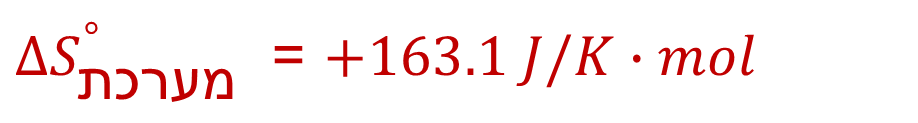 ΔS°מערכת = +163.1 J/K · mol